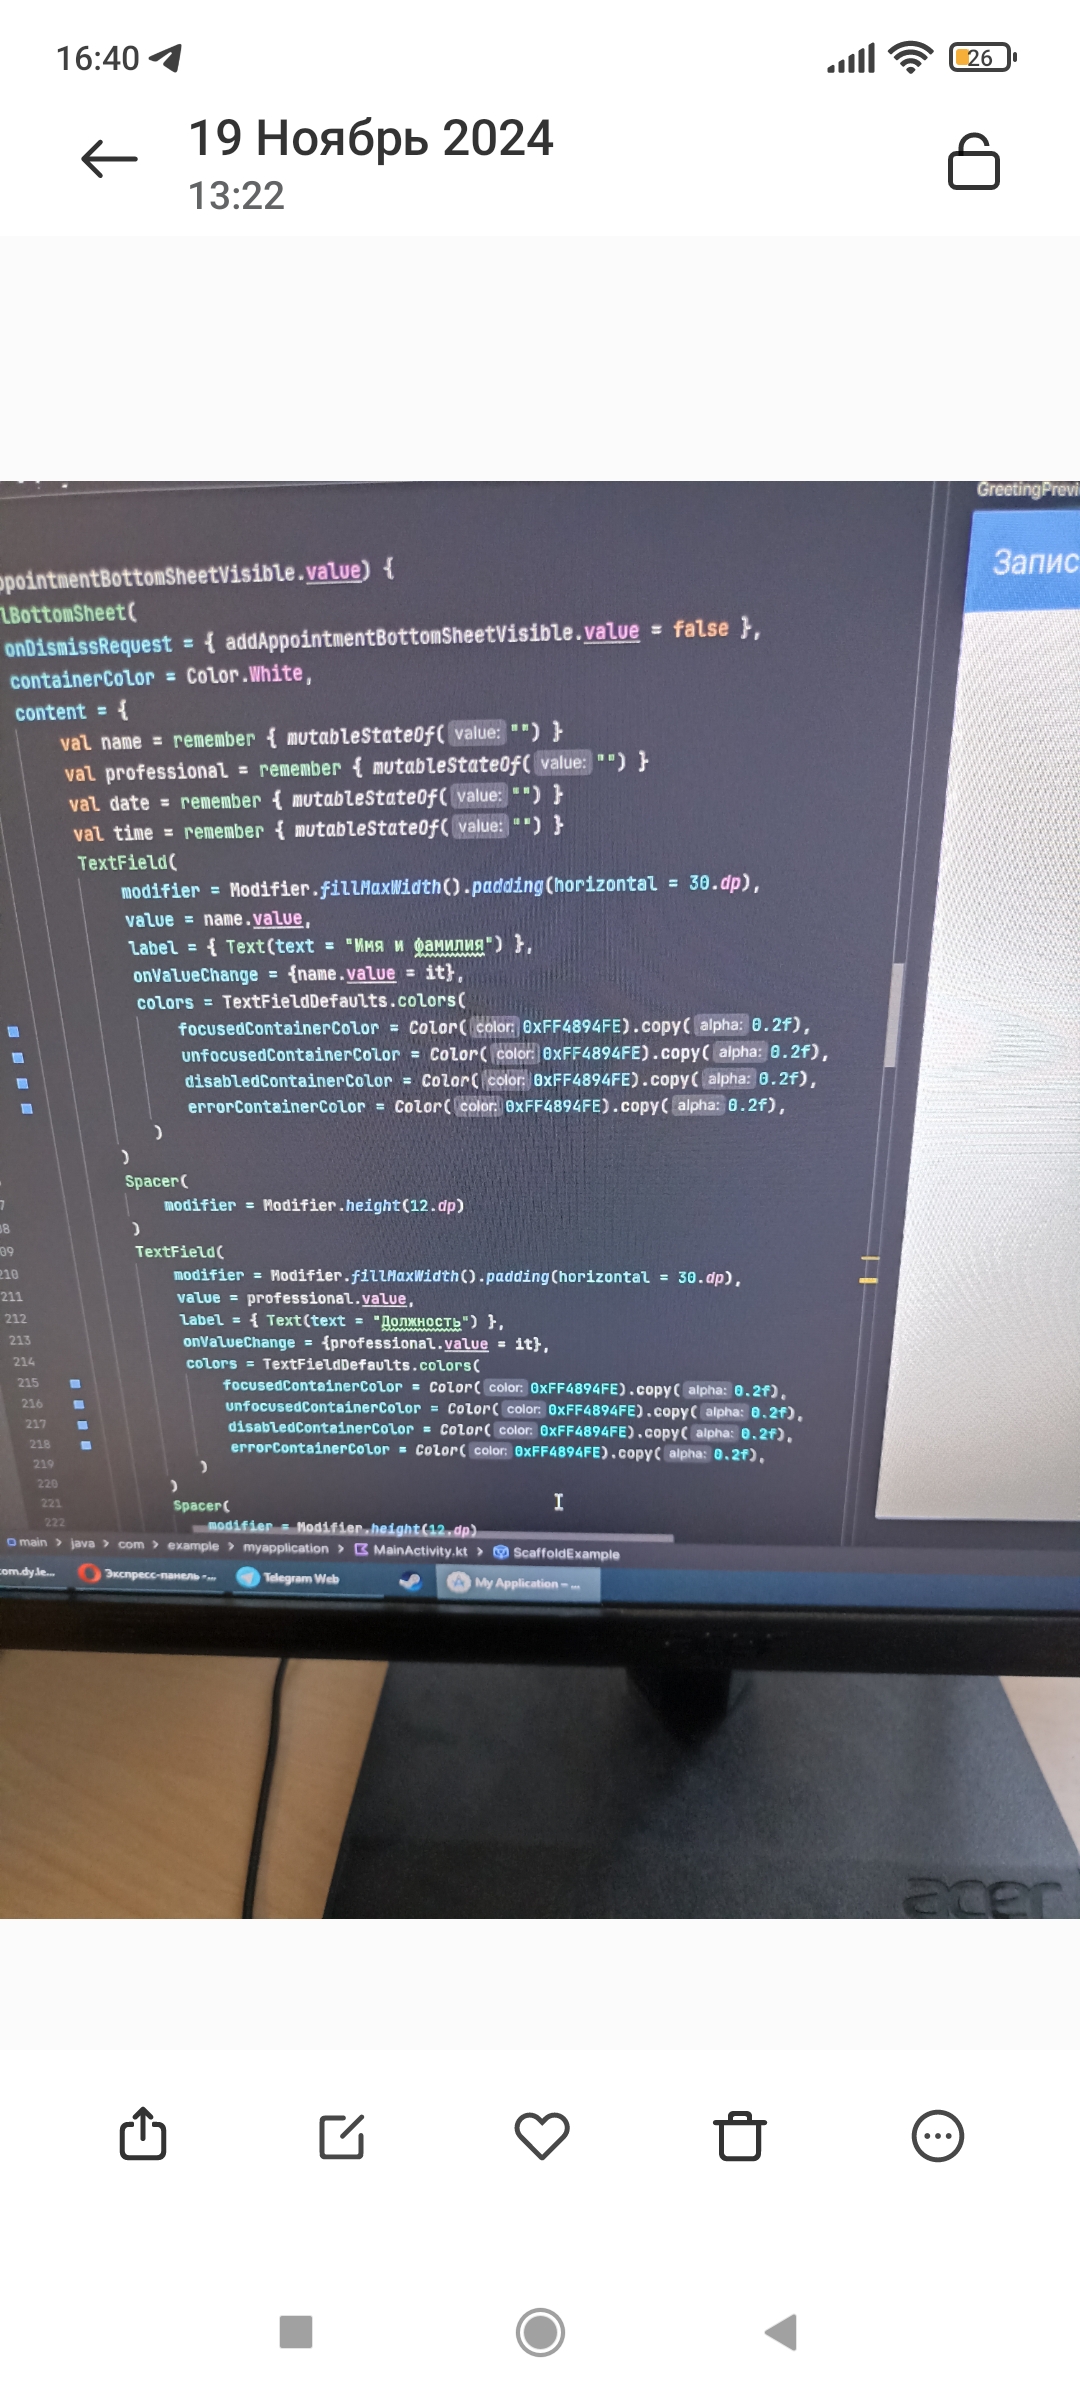 16:40
26
19 Ноябрь 2024
13:22
GreetingPrevi
Запис
ppointmentBottomSheetVisible.value) {
lBottomSheet(
onDismissRequest = { addAppointmentBottomSheetVisible.value = false },
containerColor = Color.White,
content = {
val name = remember { mutableStateOf( value: "") }
val professional = remember { mutableStateOf( value: "") }
val date = remember { mutableStateOf( value: "") }
val time = remember { mutableStateOf( value: "") }
TextField(
modifier = Modifier.fillMaxWidth().padding(horizontal = 30.dp),
value = name.value,
label = { Text(text = "Имя и фамилия") },
onValueChange = {name.value = it},
colors = TextFieldDefaults.colors(
focusedContainerColor = Color( color: 0xFF4894FE).copy( alpha: 0.2f),
unfocusedContainerColor = Color( color: 0xFF4894FE).copy( alpha: 0.2f),
disabledContainerColor = Color( color: 0xFF4894FE).copy( alpha: 0.2f),
errorContainerColor = Color( color: 0xFF4894FE).copy( alpha: 0.2f),
)
)
Spacer(
7 modifier = Modifier.height(12.dp)
08 )
09 TextField(
210 modifier = Modifier.fillMaxWidth().padding(horizontal = 30.dp),
211 value = professional.value,
212 label = { Text(text = "Должность") },
213 onValueChange = {professional.value = it},
214 colors = TextFieldDefaults.colors(
215 focusedContainerColor = Color( color: 0xFF4894FE).copy( alpha: 0.2f),
216 unfocusedContainerColor = Color( color: 0xFF4894FE).copy( alpha: 0.2f),
217 disabledContainerColor = Color( color: 0xFF4894FE).copy( alpha: 0.2f),
218 errorContainerColor = Color( color: 0xFF4894FE).copy( alpha: 0.2f),
219 )
220 )
221 Spacer(
222 modifier = Modifier.height(12.dp)
main > java > com > example > myapplication > MainActivity.kt > ScaffoldExample
om.dy.le... Экспресс-панель -... Telegram Web My Application – ...
acer